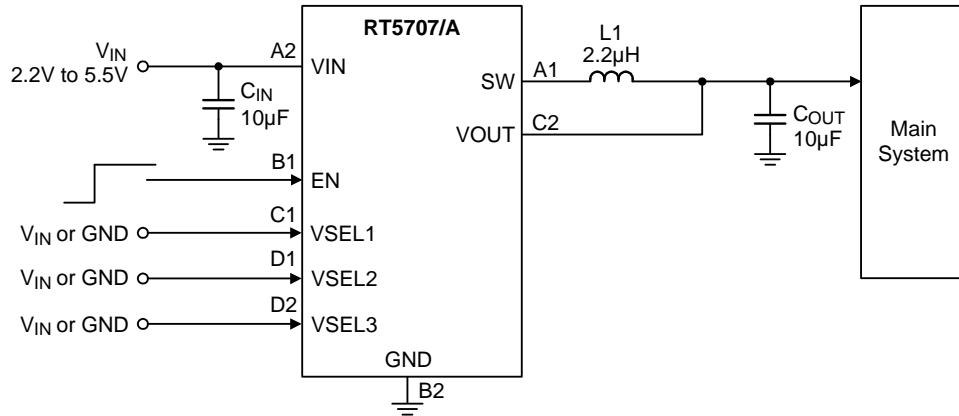 RT5707/A
VIN
2.2V to 5.5V
A2
VIN
CIN
10µF
B1
EN
VIN or GND
C1
VSEL1
VIN or GND
D1
VSEL2
VIN or GND
D2
VSEL3
GND
B2
SW
A1
L1
2.2µH
VOUT
C2
COUT
10µF
Main
System